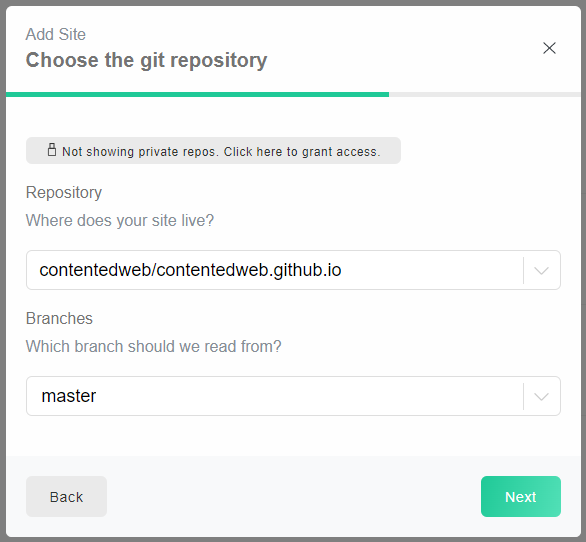 Add Site
Choose the git repository
Not showing private repos. Click here to grant access.
Repository
Where does your site live?
contentedweb/contentedweb.github.io
Branches
Which branch should we read from?
master
Back
Next